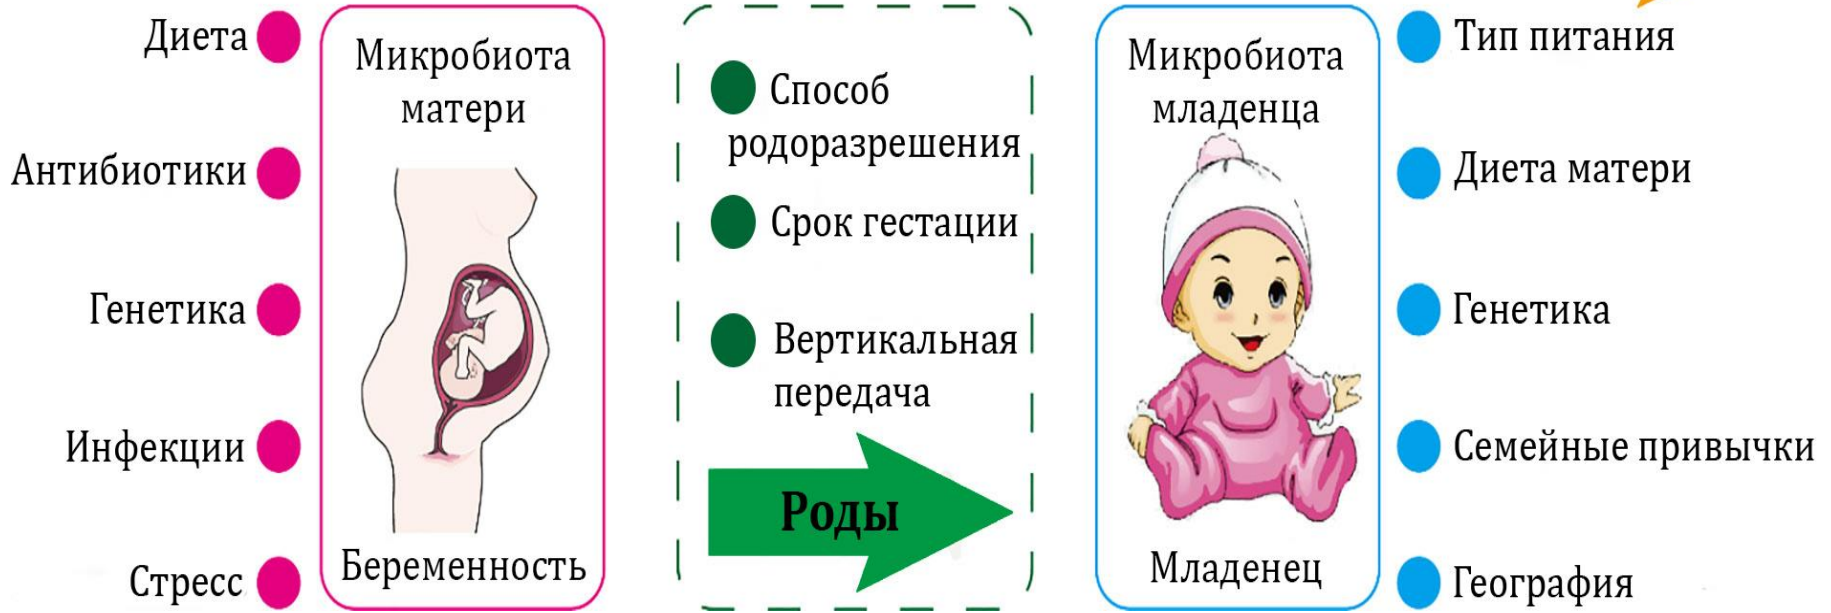 Диета
Антибиотики
Генетика
Инфекции
Стресс
Микробиота
матери
Беременность
Способ
родоразрешения
Срок гестации
Вертикальная
передача
Роды
Микробиота
младенца
Младенец
Тип питания
Диета матери
Генетика
Семейные привычки
География